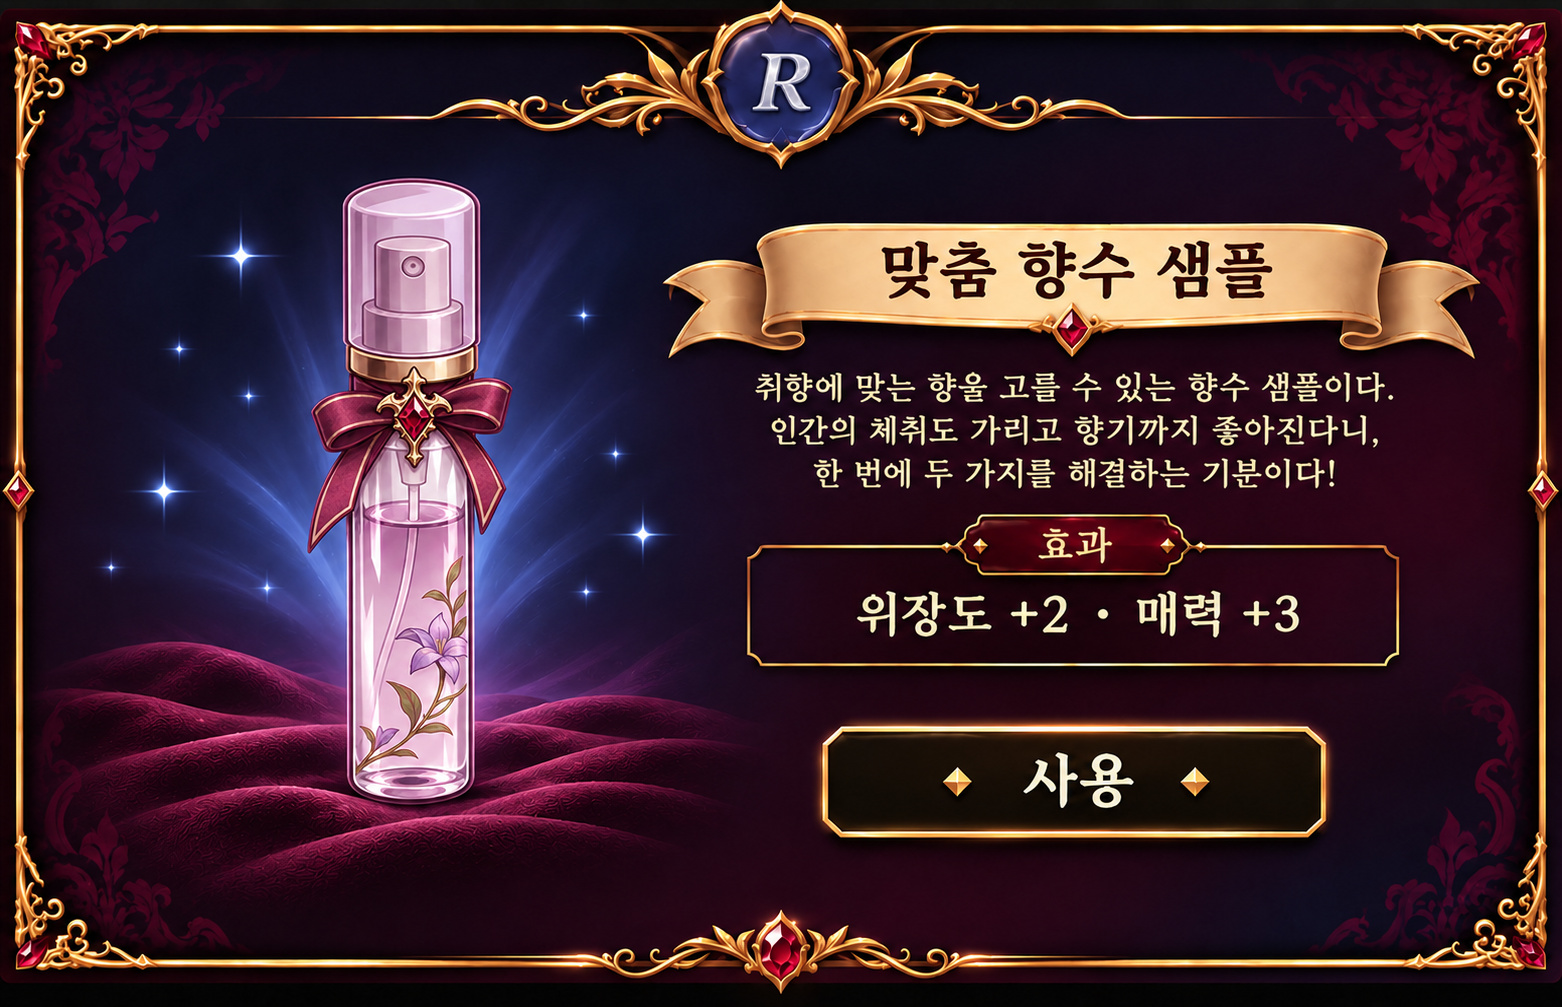 R
맞춤 향수 샘플
취향에 맞는 향울 고를 수 있는 향수 샘플이다.
인간의 체취도 가리고 향기까지 좋아진다니,
한 번에 두 가지를 해결하는 기분이다!
효과
위장도 +2 • 매력 +3
사용